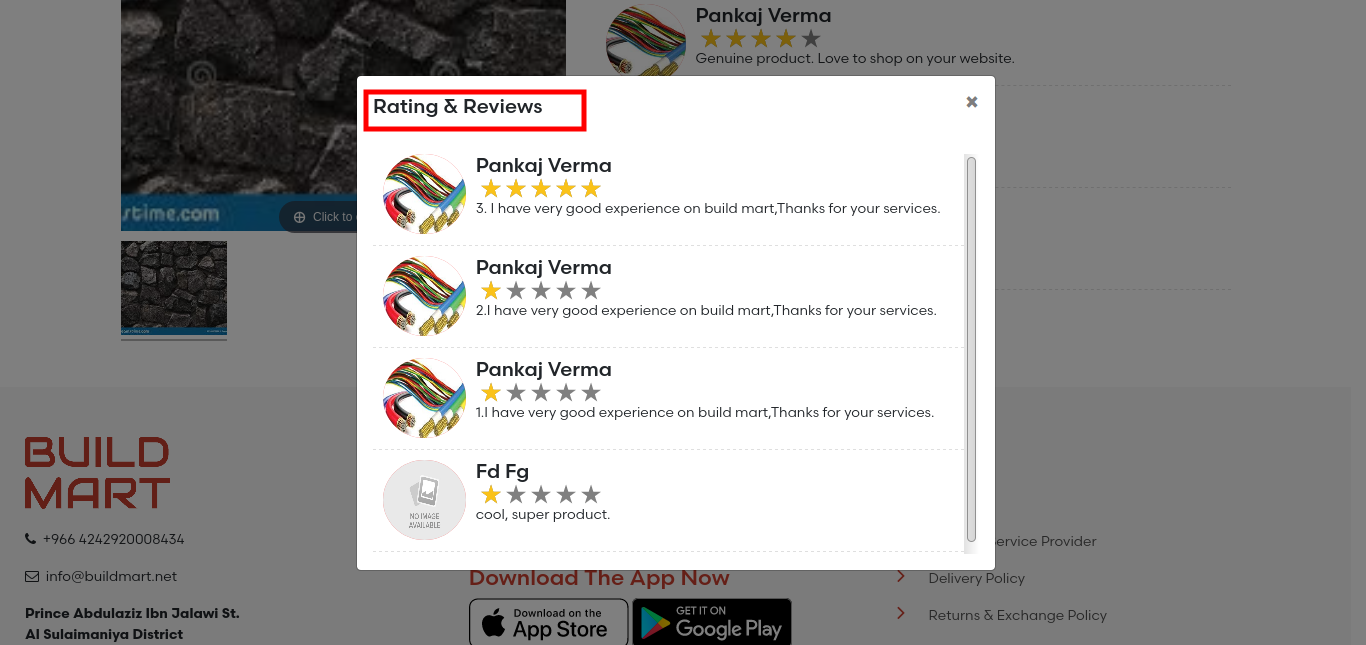 Pankaj Verma
Genuine product. Love to shop on your website.
Rating & Reviews
Pankaj Verma
3. I have very good experience on build mart,Thanks for your services.
Pankaj Verma
2.I have very good experience on build mart,Thanks for your services.
Pankaj Verma
1.I have very good experience on build mart,Thanks for your services.
Fd Fg
NO IMAGE
AVAILABLE
cool, super product.
stime.com
Click to
BUILD
MART
+966 4242920008434
info@buildmart.net
Prince Abdulaziz Ibn Jalawi St.
Al Sulaimaniya District
Download The App Now
Download on the
App Store
GET IT ON
Google Play
ervice Provider
Delivery Policy
Returns & Exchange Policy